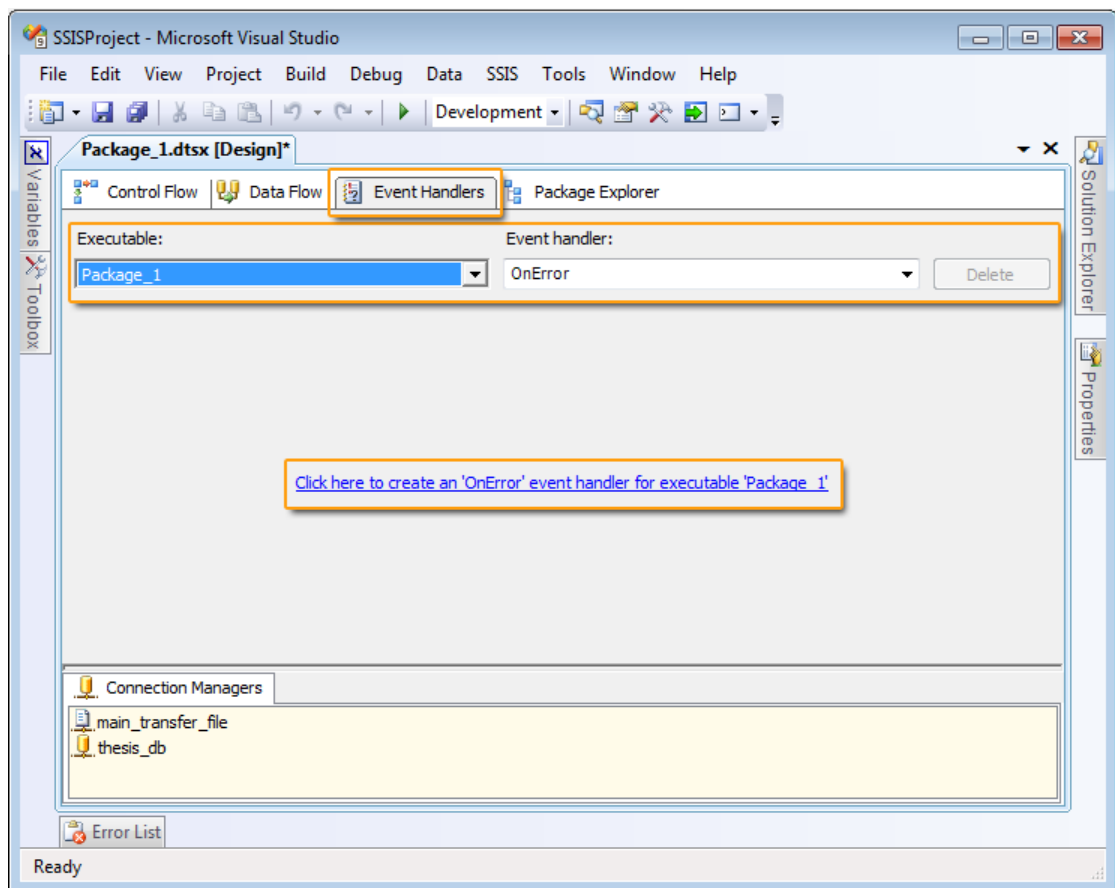 SSISProject - Microsoft Visual Studio
File Edit View Project Build Debug Data SSIS Tools Window Help
Development
Package_1.dtsx [Design]*
Control Flow Data Flow Event Handlers Package Explorer
Executable: Event handler:
Package_1 OnError Delete
Variables
Toolbox
Solution Explorer
Properties
Click here to create an 'OnError' event handler for executable 'Package_1'
Connection Managers
main_transfer_file
thesis_db
Error List
Ready